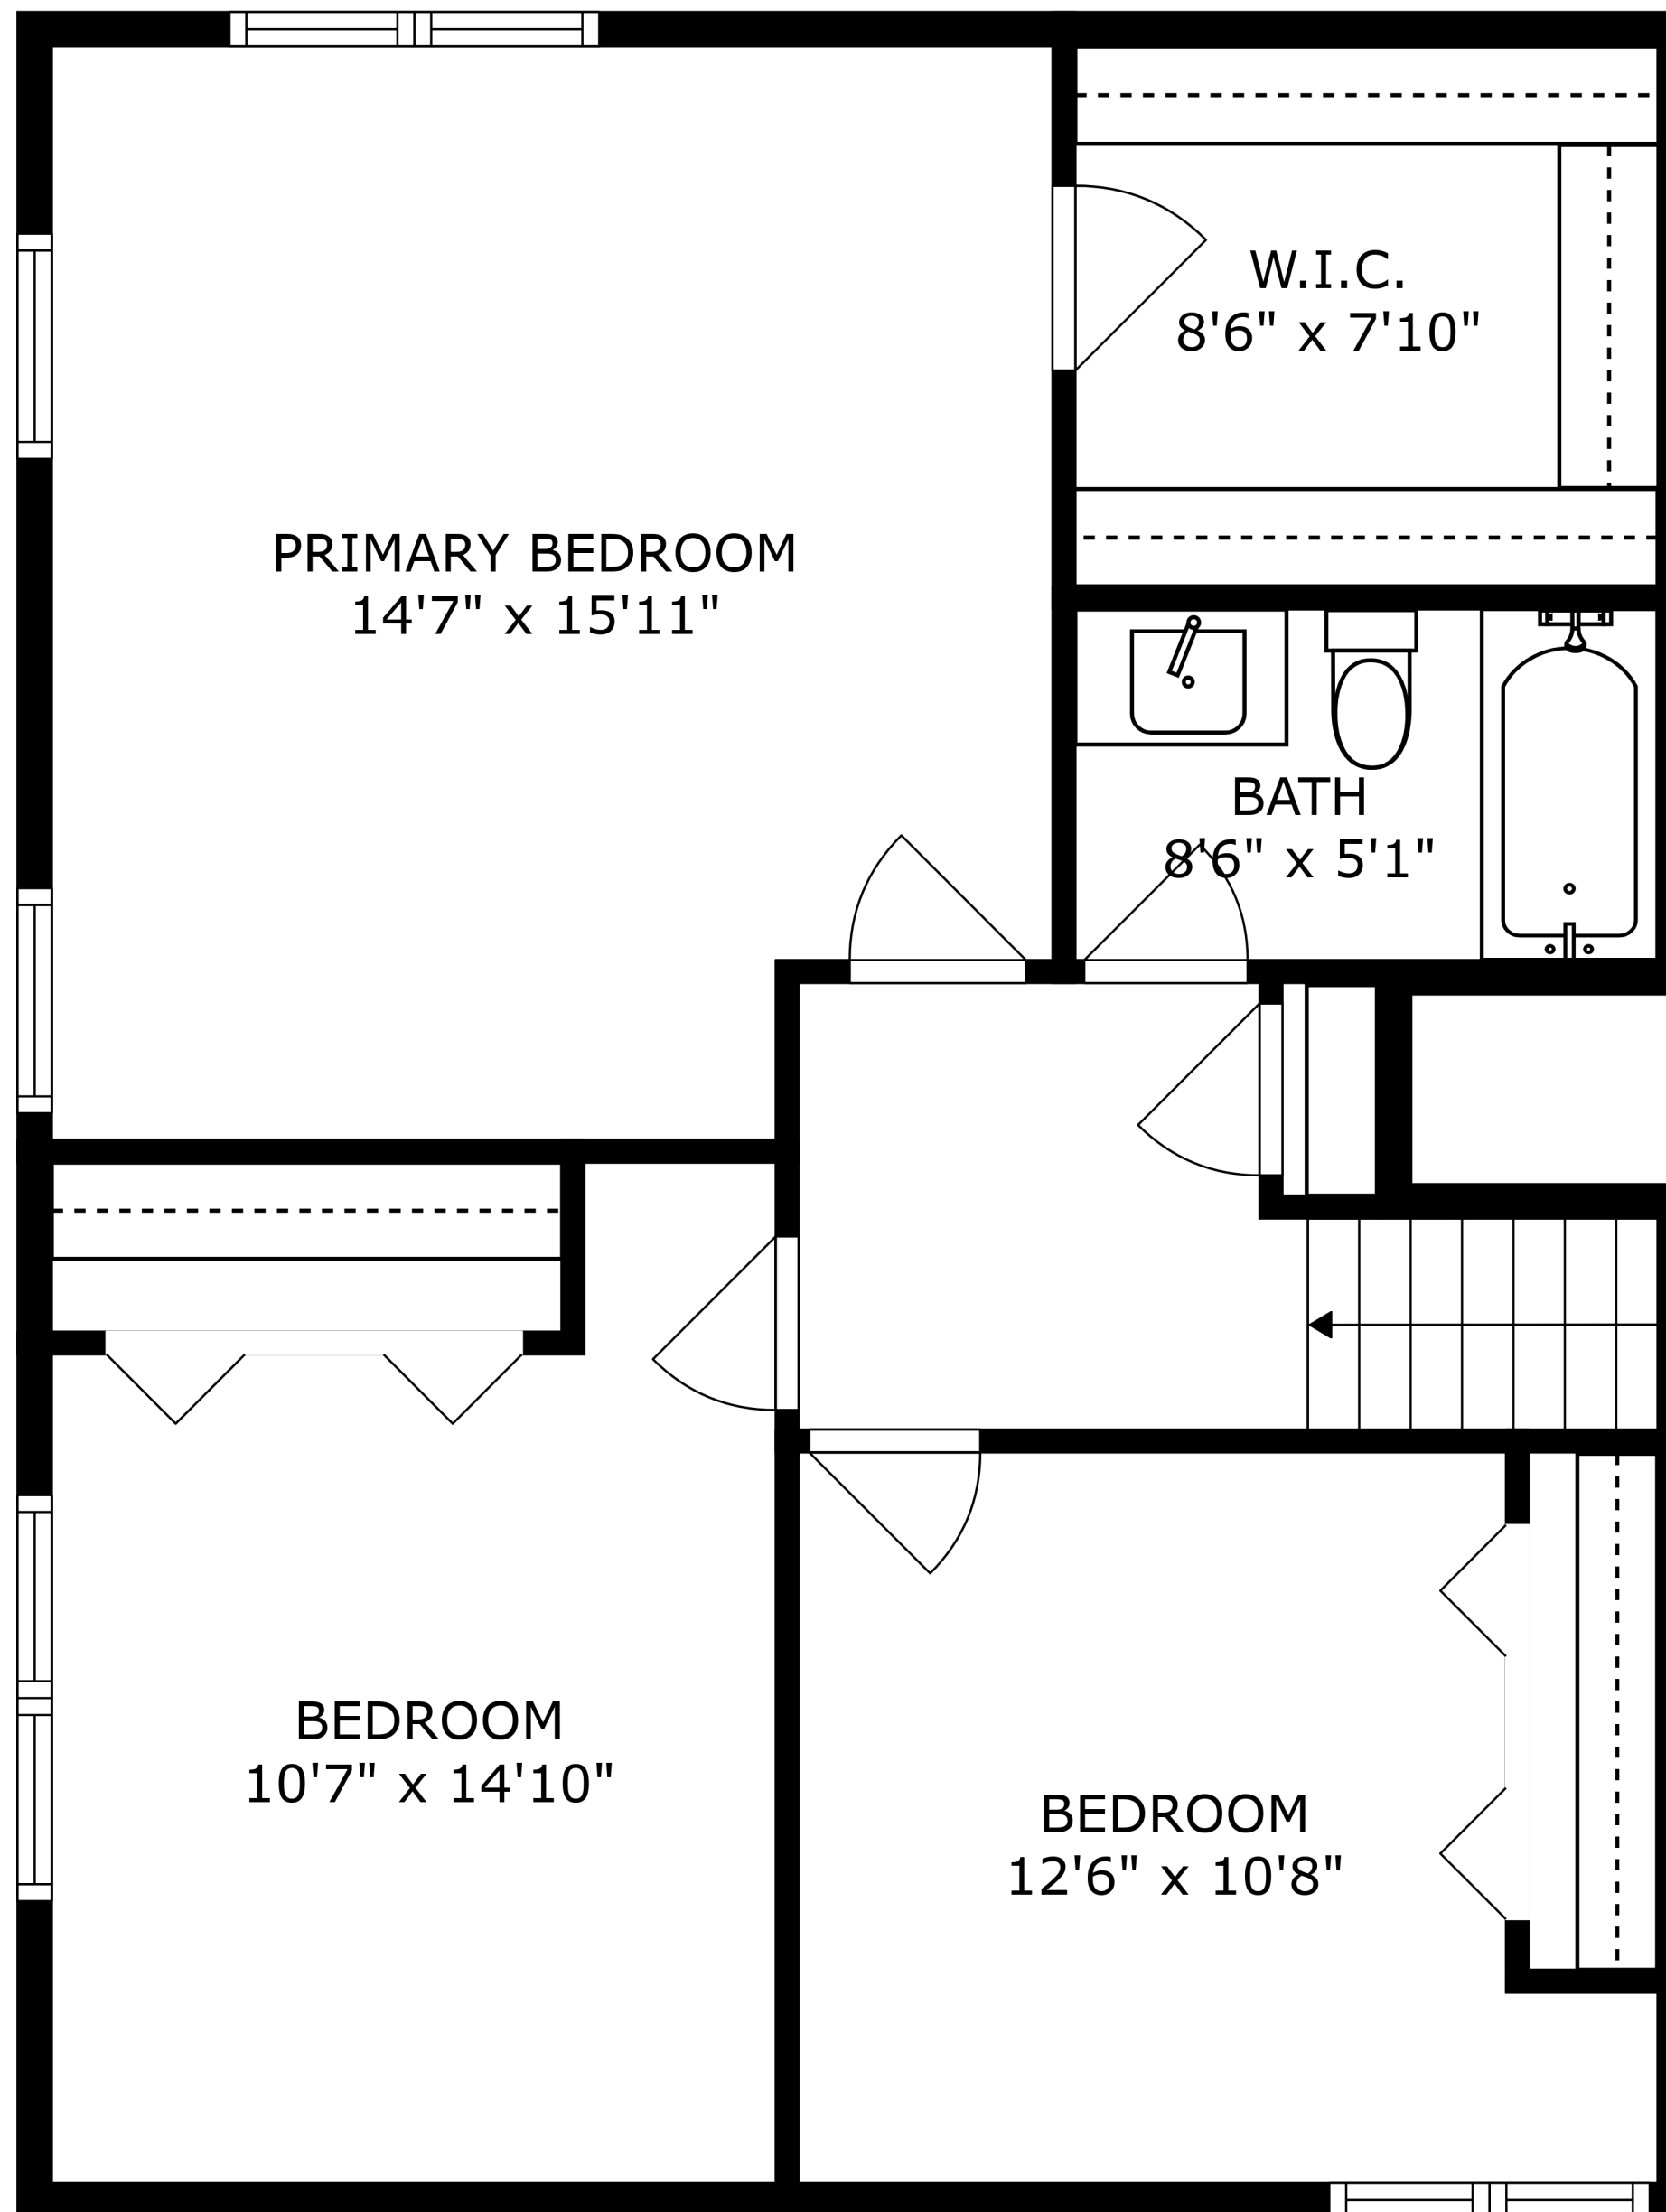 W.I.C.
8'6" x 7'10"
PRIMARY BEDROOM
14'7" x 15'11"
BATH
8'6" x 5'1"
BEDROOM
10'7" x 14'10"
BEDROOM
12'6" x 10'8"